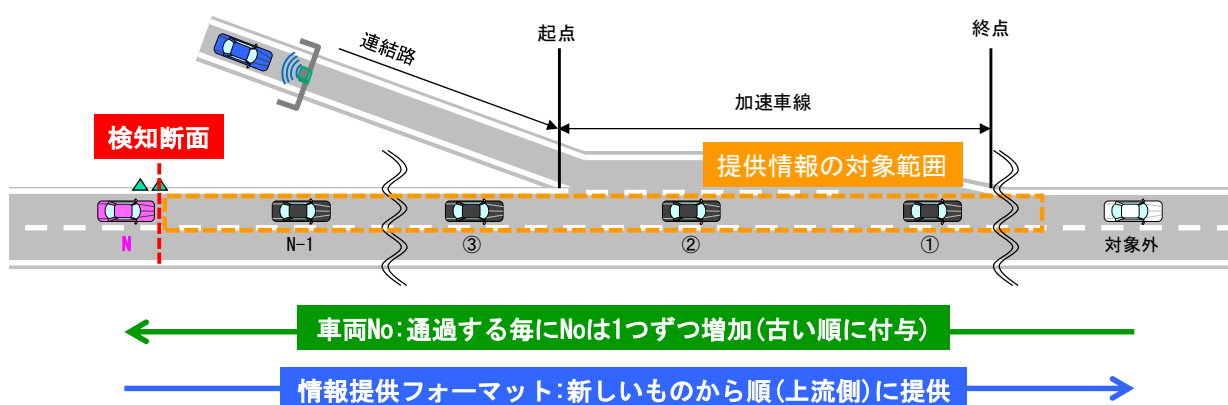 起点
終点
連結路
加速車線
検知断面
提供情報の対象範囲
N
N-1
③
②
①
対象外
車両No:通過する毎にNoは1つずつ増加(古い順に付与)
情報提供フォーマット:新しいものから順(上流側)に提供